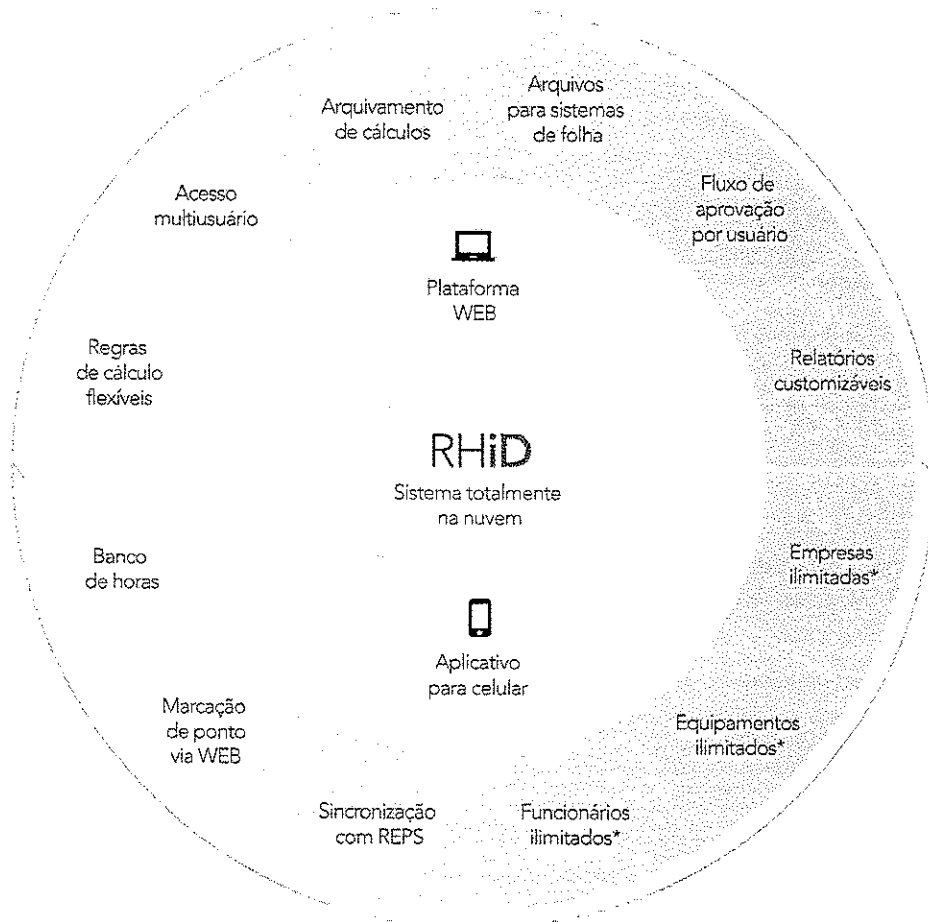 Arquivamento
de cálculos
Arquivos
para sistemas
de folha
Acesso
multiusuário
Fluxo de
aprovação
por usuário
Plataforma
WEB
Regras
de cálculo
flexíveis
Relatórios
customizáveis
RHiD
Sistema totalmente
na nuvem
Banco
de horas
Empresas
ilimitadas*
Aplicativo
para celular
Marcação
de ponto
via WEB
Equipamentos
ilimitados*
Sincronização
com REPS
Funcionários
ilimitados*